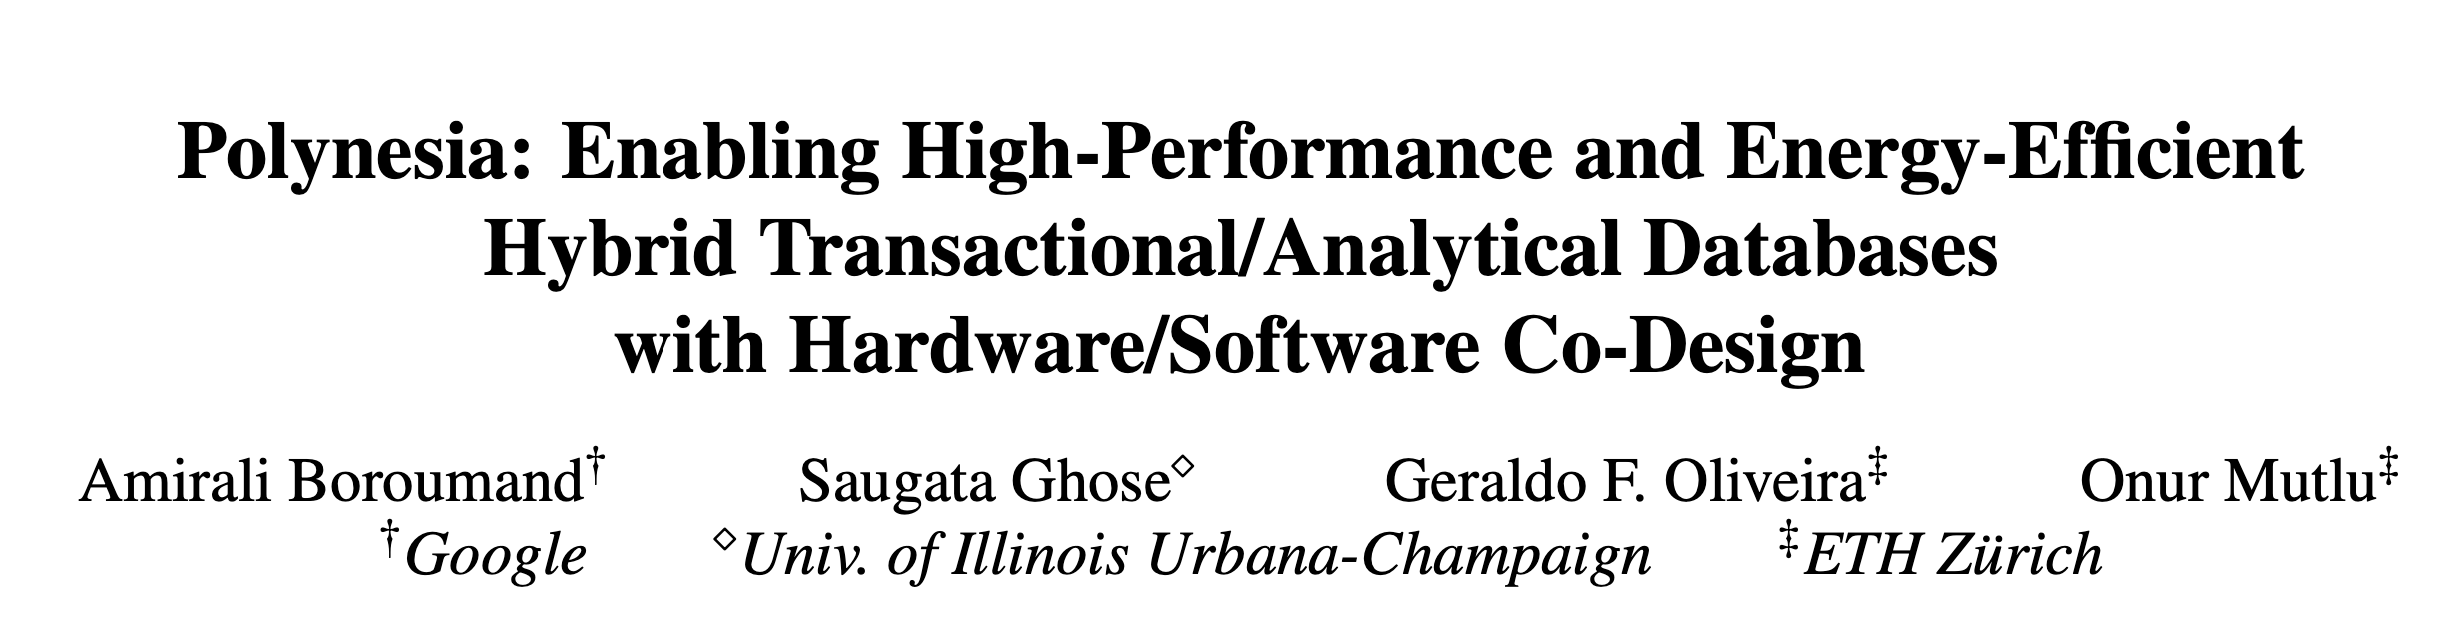 Polynesia: Enabling High-Performance and Energy-Efficient
Hybrid Transactional/Analytical Databases
with Hardware/Software Co-Design
Amirali Boroumand† Saugata Ghose⋄ Geraldo F. Oliveira‡ Onur Mutlu‡
†Google ⋄Univ. of Illinois Urbana-Champaign ‡ETH Zürich